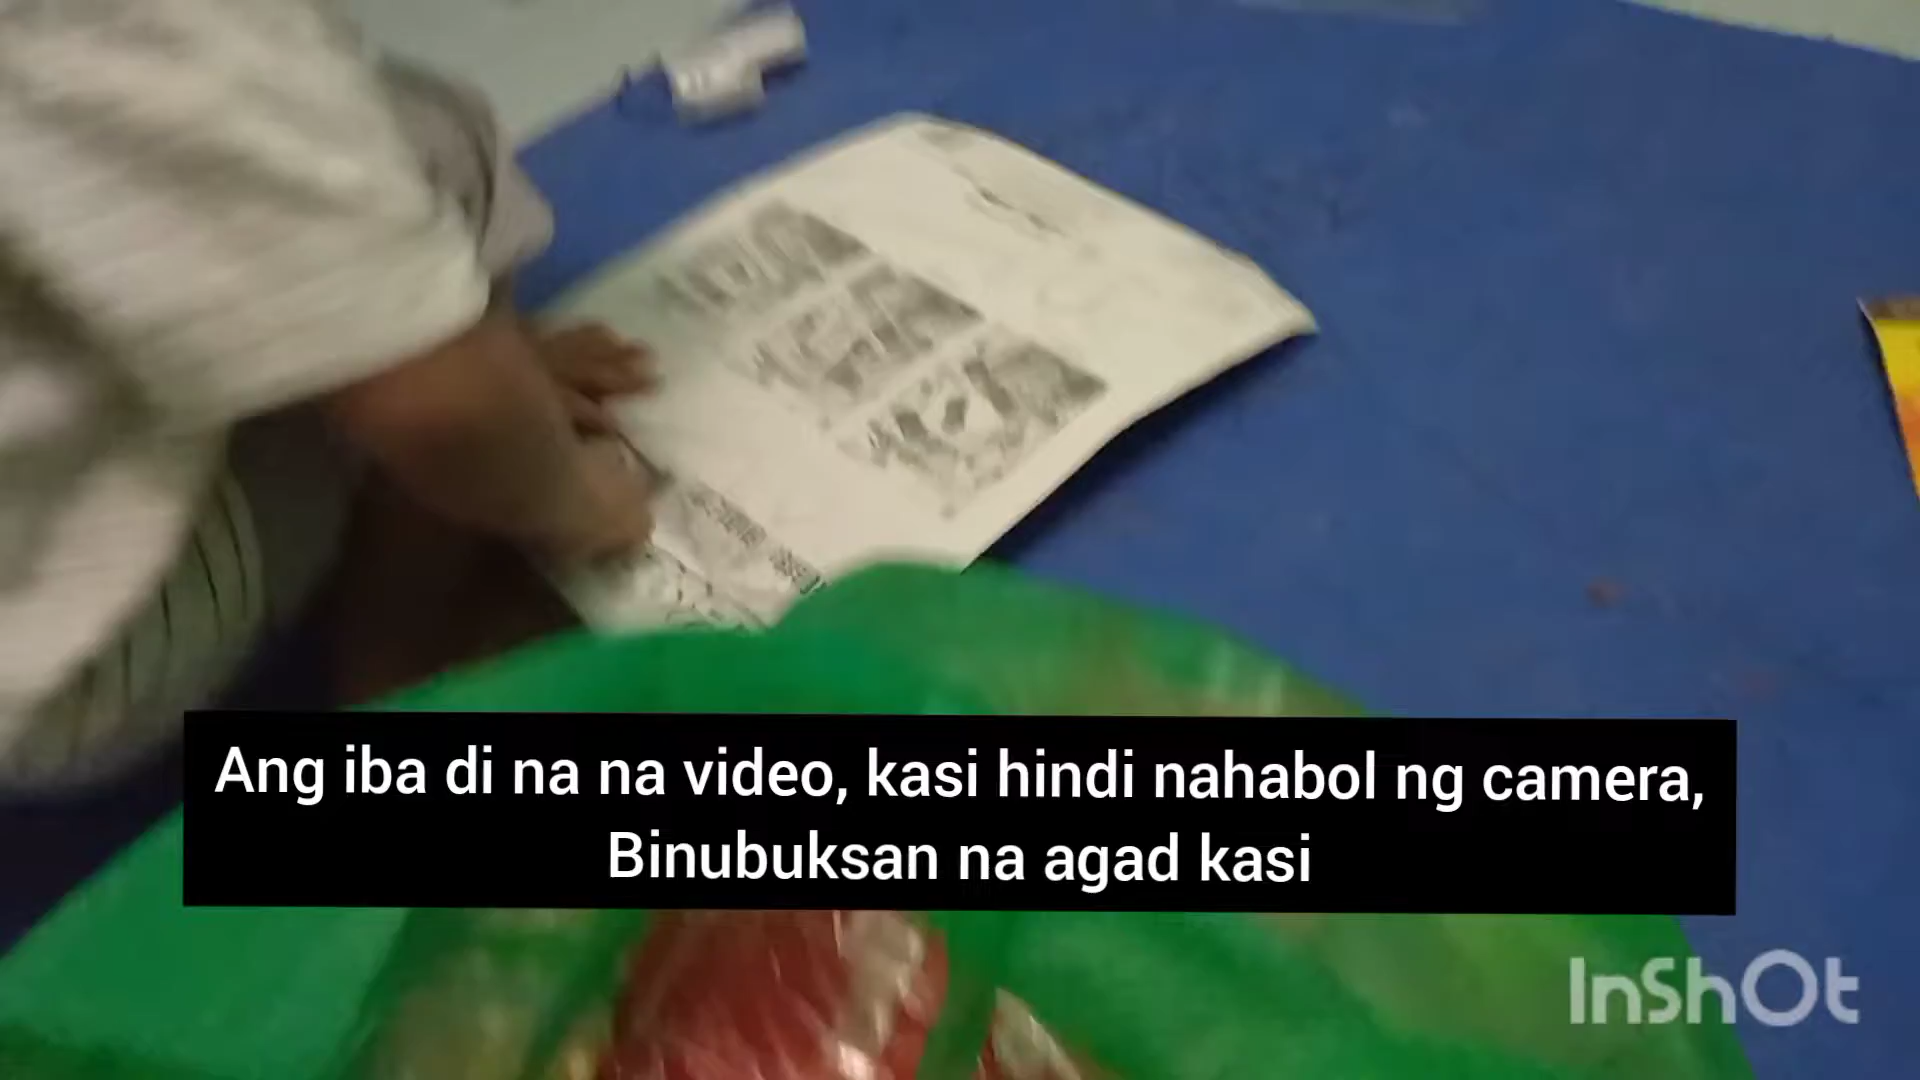 Ang iba di na na video, kasi hindi nahabol ng camera,
Binubuksan na agad kasi
InShOt